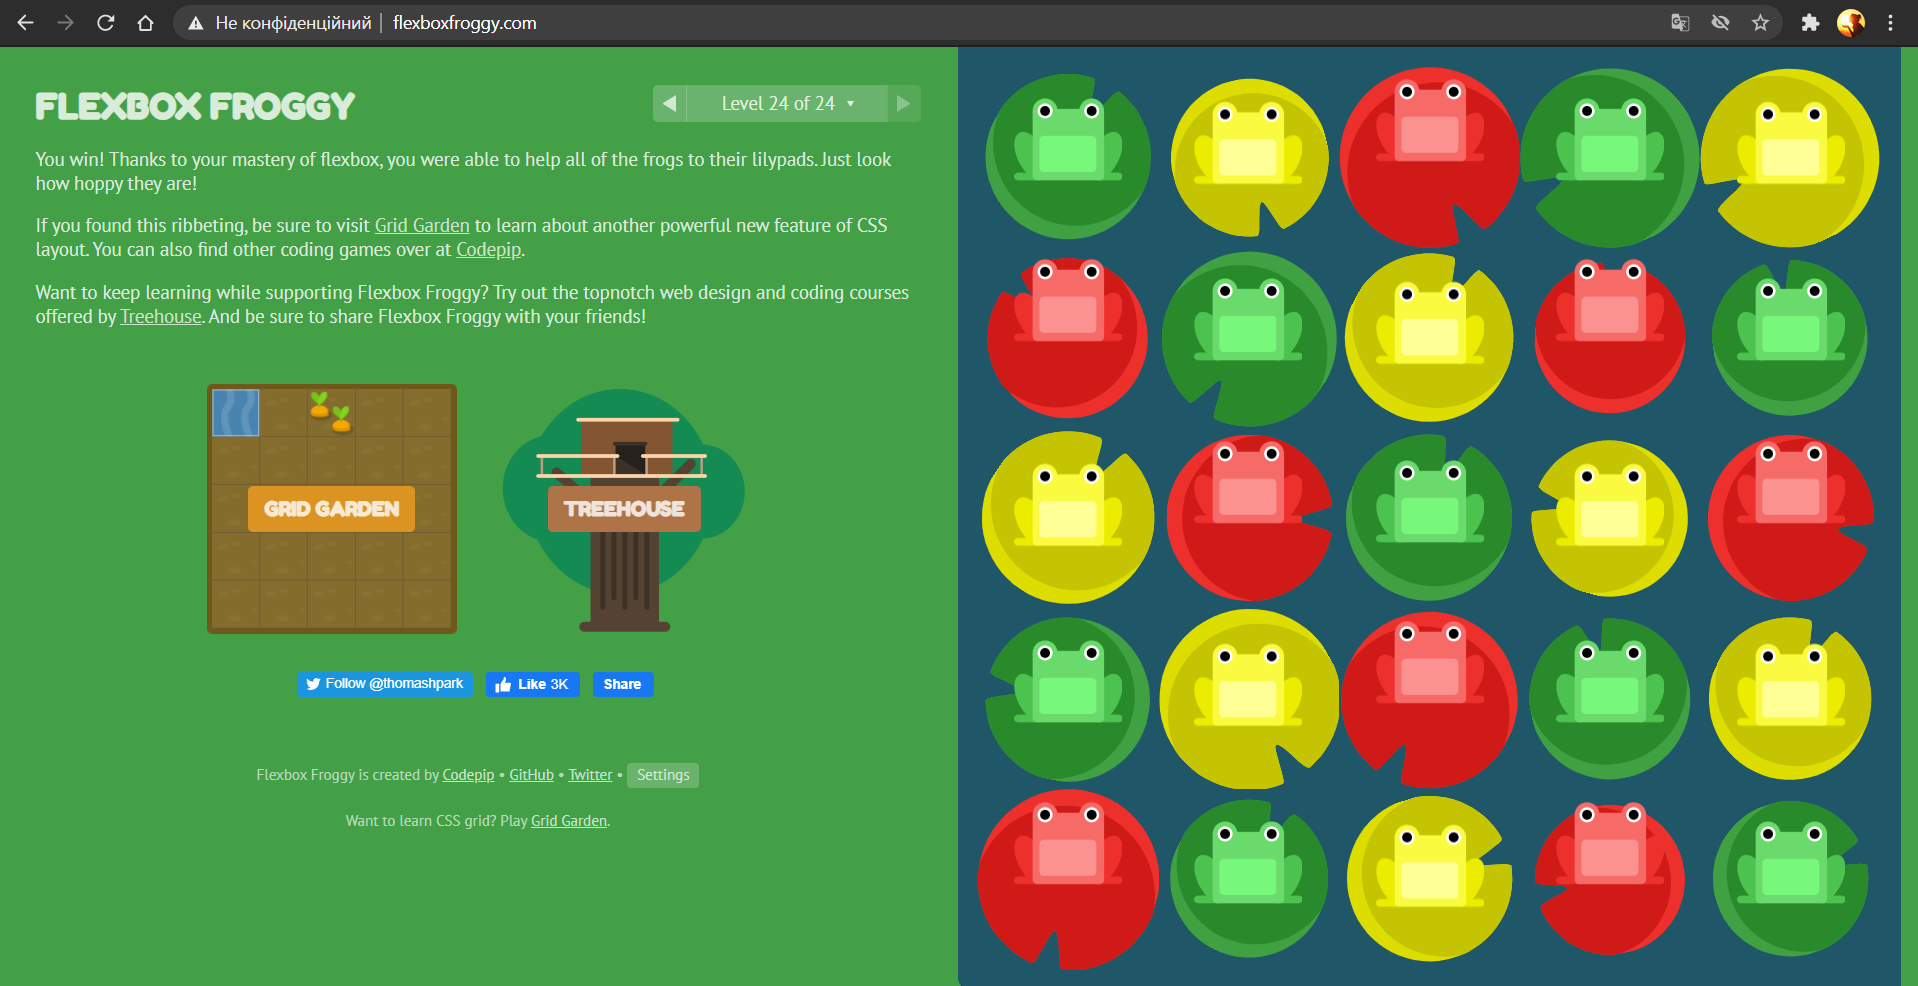 Не конфіденційний | flexboxfroggy.com
FLEXBOX FROGGY
Level 24 of 24
You win! Thanks to your mastery of flexbox, you were able to help all of the frogs to their lilypads. Just look
how hoppy they are!
If you found this ribbeting, be sure to visit Grid Garden to learn about another powerful new feature of CSS
layout. You can also find other coding games over at Codepip.
Want to keep learning while supporting Flexbox Froggy? Try out the topnotch web design and coding courses
offered by Treehouse. And be sure to share Flexbox Froggy with your friends!
GRID GARDEN
TREEHOUSE
Follow @thomashpark
Like 3K
Share
Flexbox Froggy is created by Codepip • GitHub • Twitter • Settings
Want to learn CSS grid? Play Grid Garden.